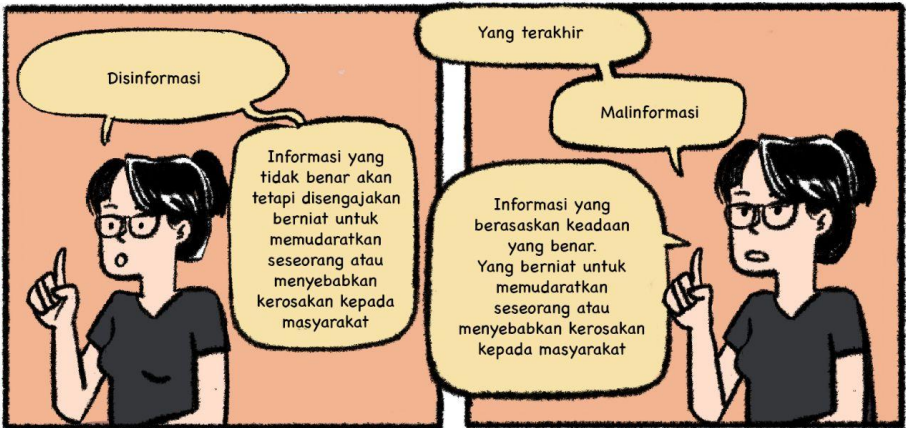 Disinformasi
Informasi yang
tidak benar akan
tetapi disengajakan
berniat untuk
memudaratkan
seseorang atau
menyebabkan
kerosakan kepada
masyarakat
Yang terakhir
Malinformasi
Informasi yang
berasaskan keadaan
yang benar.
Yang berniat untuk
memudaratkan
seseorang atau
menyebabkan kerosakan
kepada masyarakat